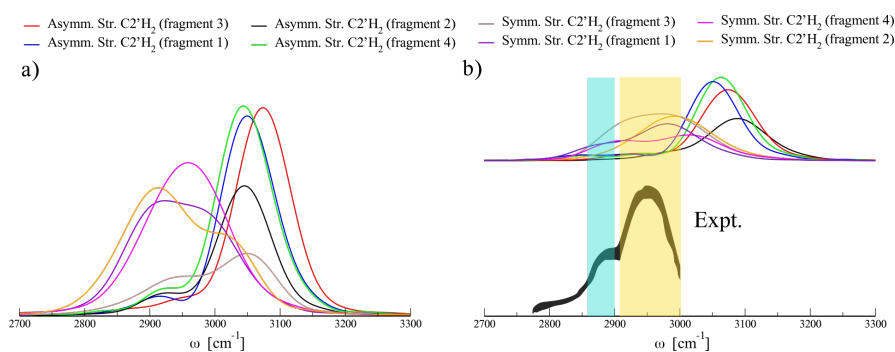 Asymm. Str. C2'H2 (fragment 3)
Asymm. Str. C2'H2 (fragment 2)
Asymm. Str. C2'H2 (fragment 1)
Asymm. Str. C2'H2 (fragment 4)
Symm. Str. C2'H2 (fragment 3)
Symm. Str. C2'H2 (fragment 4)
Symm. Str. C2'H2 (fragment 1)
Symm. Str. C2'H2 (fragment 2)
a)
2700 2800 2900 3000 3100 3200 3300
ω [cm-1]
b)
Expt.
2700 2800 2900 3000 3100 3200 3300
ω [cm-1]